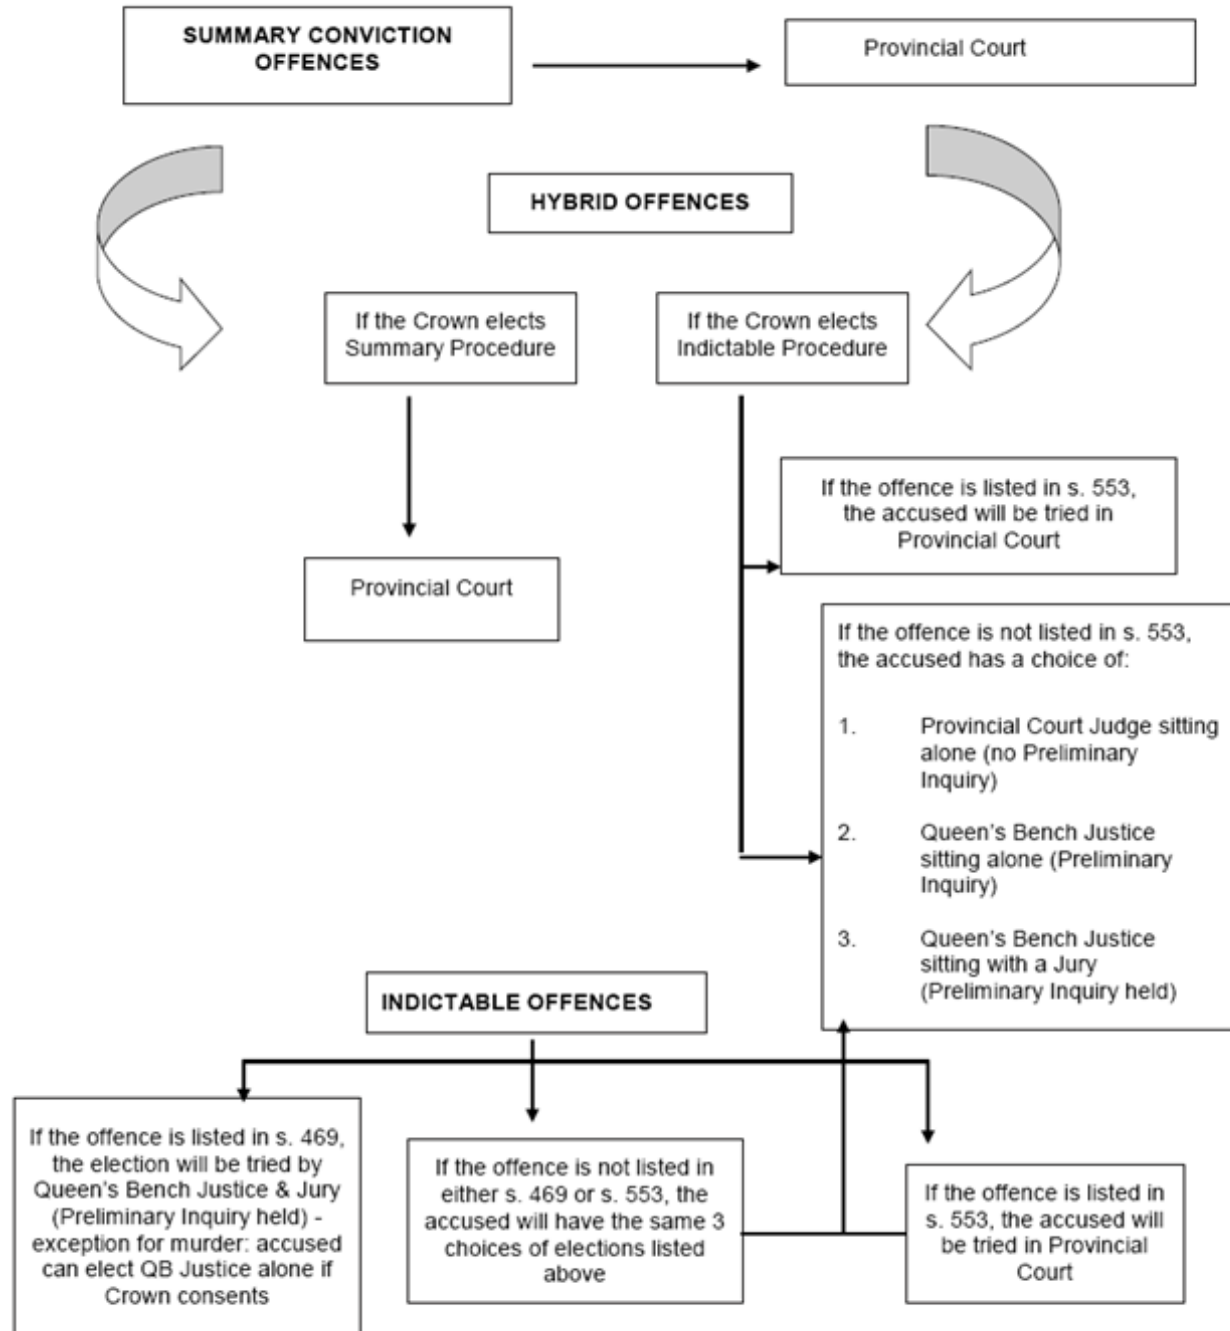 SUMMARY CONVICTION
OFFENCES
Provincial Court
HYBRID OFFENCES
If the Crown elects
Summary Procedure
If the Crown elects
Indictable Procedure
If the offence is listed in s. 553,
the accused will be tried in
Provincial Court
Provincial Court
If the offence is not listed in s. 553,
the accused has a choice of:
1. Provincial Court Judge sitting
alone (no Preliminary
Inquiry)
2. Queen's Bench Justice
sitting alone (Preliminary
Inquiry)
3. Queen's Bench Justice
sitting with a Jury
(Preliminary Inquiry held)
INDICTABLE OFFENCES
If the offence is listed in s. 469,
the election will be tried by
Queen's Bench Justice & Jury
(Preliminary Inquiry held) -
exception for murder: accused
can elect QB Justice alone if
Crown consents
If the offence is not listed in
either s. 469 or s. 553, the
accused will have the same 3
choices of elections listed
above
If the offence is listed in
s. 553, the accused will
be tried in Provincial
Court